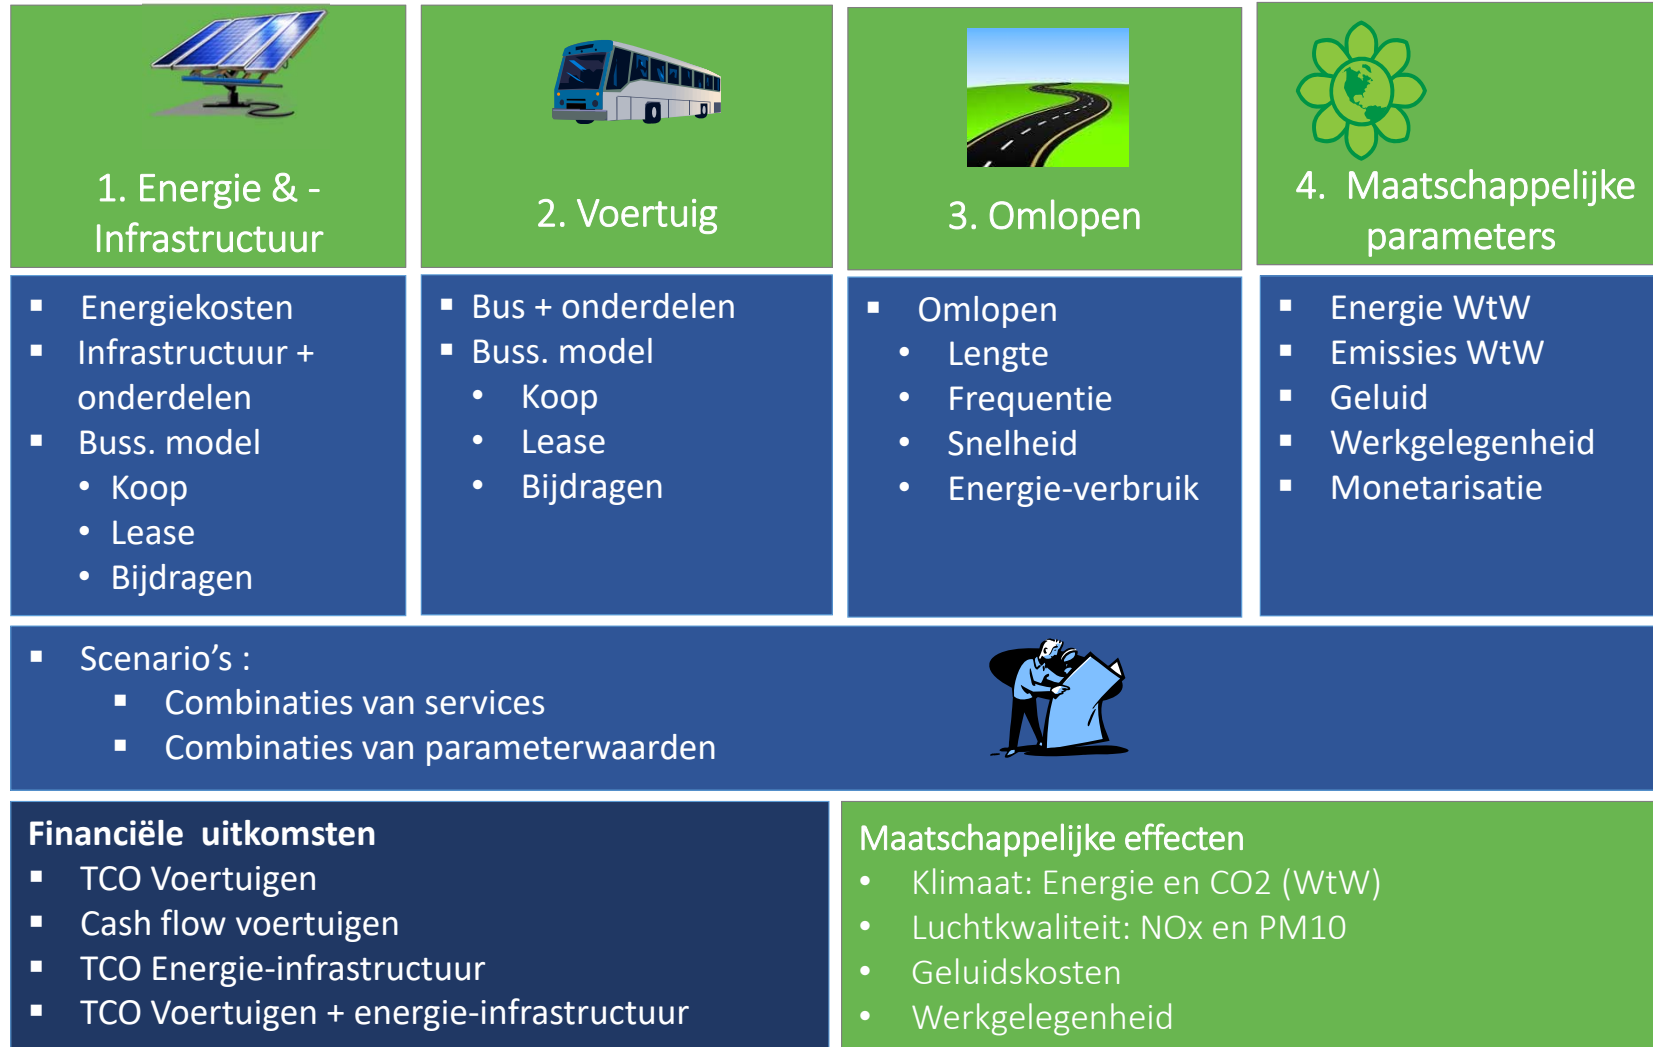 1. Energie & -
Infrastructuur
2. Voertuig
3. Omlopen
4. Maatschappelijke
parameters
▪ Energiekosten
▪ Infrastructuur +
onderdelen
▪ Buss. model
• Koop
• Lease
• Bijdragen
▪ Bus + onderdelen
▪ Buss. model
• Koop
• Lease
• Bijdragen
▪ Omlopen
• Lengte
• Frequentie
• Snelheid
• Energie-verbruik
▪ Energie WtW
▪ Emissies WtW
▪ Geluid
▪ Werkgelegenheid
▪ Monetarisatie
▪ Scenario’s :
▪ Combinaties van services
▪ Combinaties van parameterwaarden
Financiële uitkomsten
▪ TCO Voertuigen
▪ Cash flow voertuigen
▪ TCO Energie-infrastructuur
▪ TCO Voertuigen + energie-infrastructuur
Maatschappelijke effecten
• Klimaat: Energie en CO2 (WtW)
• Luchtkwaliteit: NOx en PM10
• Geluidskosten
• Werkgelegenheid